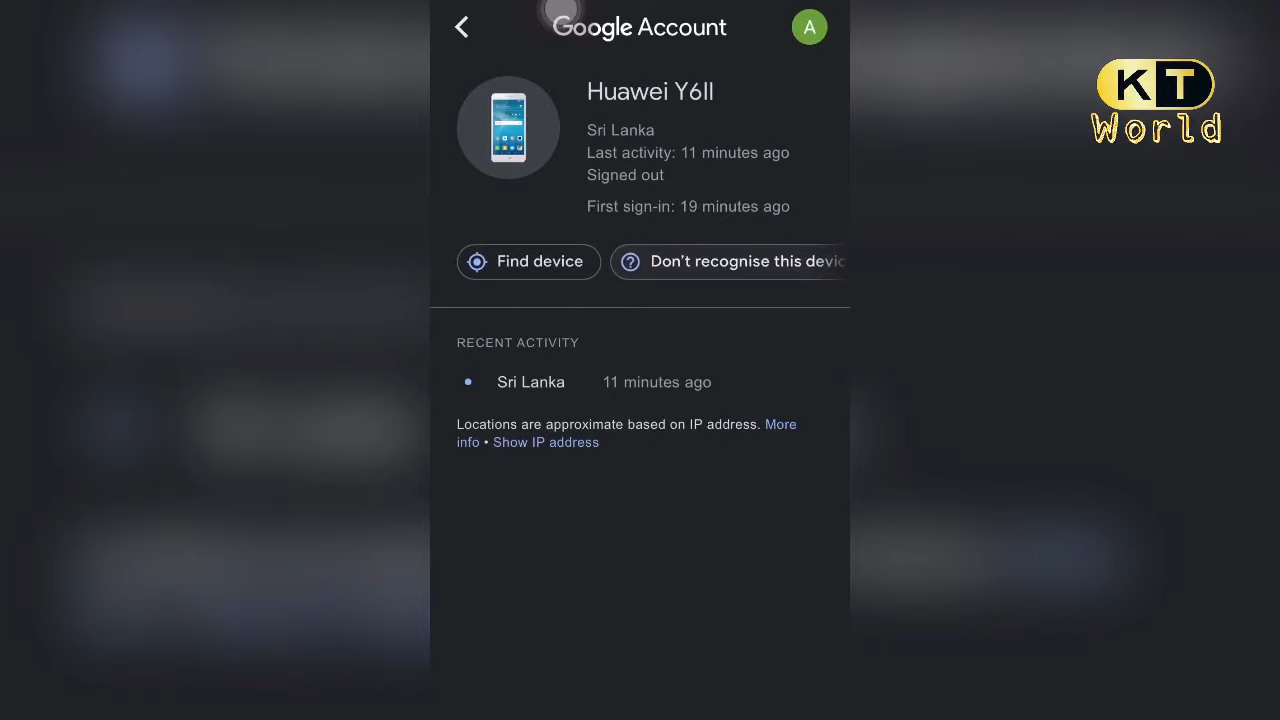 Google Account
A
Huawei Y6II
Sri Lanka
Last activity: 11 minutes ago
Signed out
First sign-in: 19 minutes ago
Find device
Don't recognise this devic
RECENT ACTIVITY
Sri Lanka 11 minutes ago
Locations are approximate based on IP address. More
info • Show IP address
KT
World